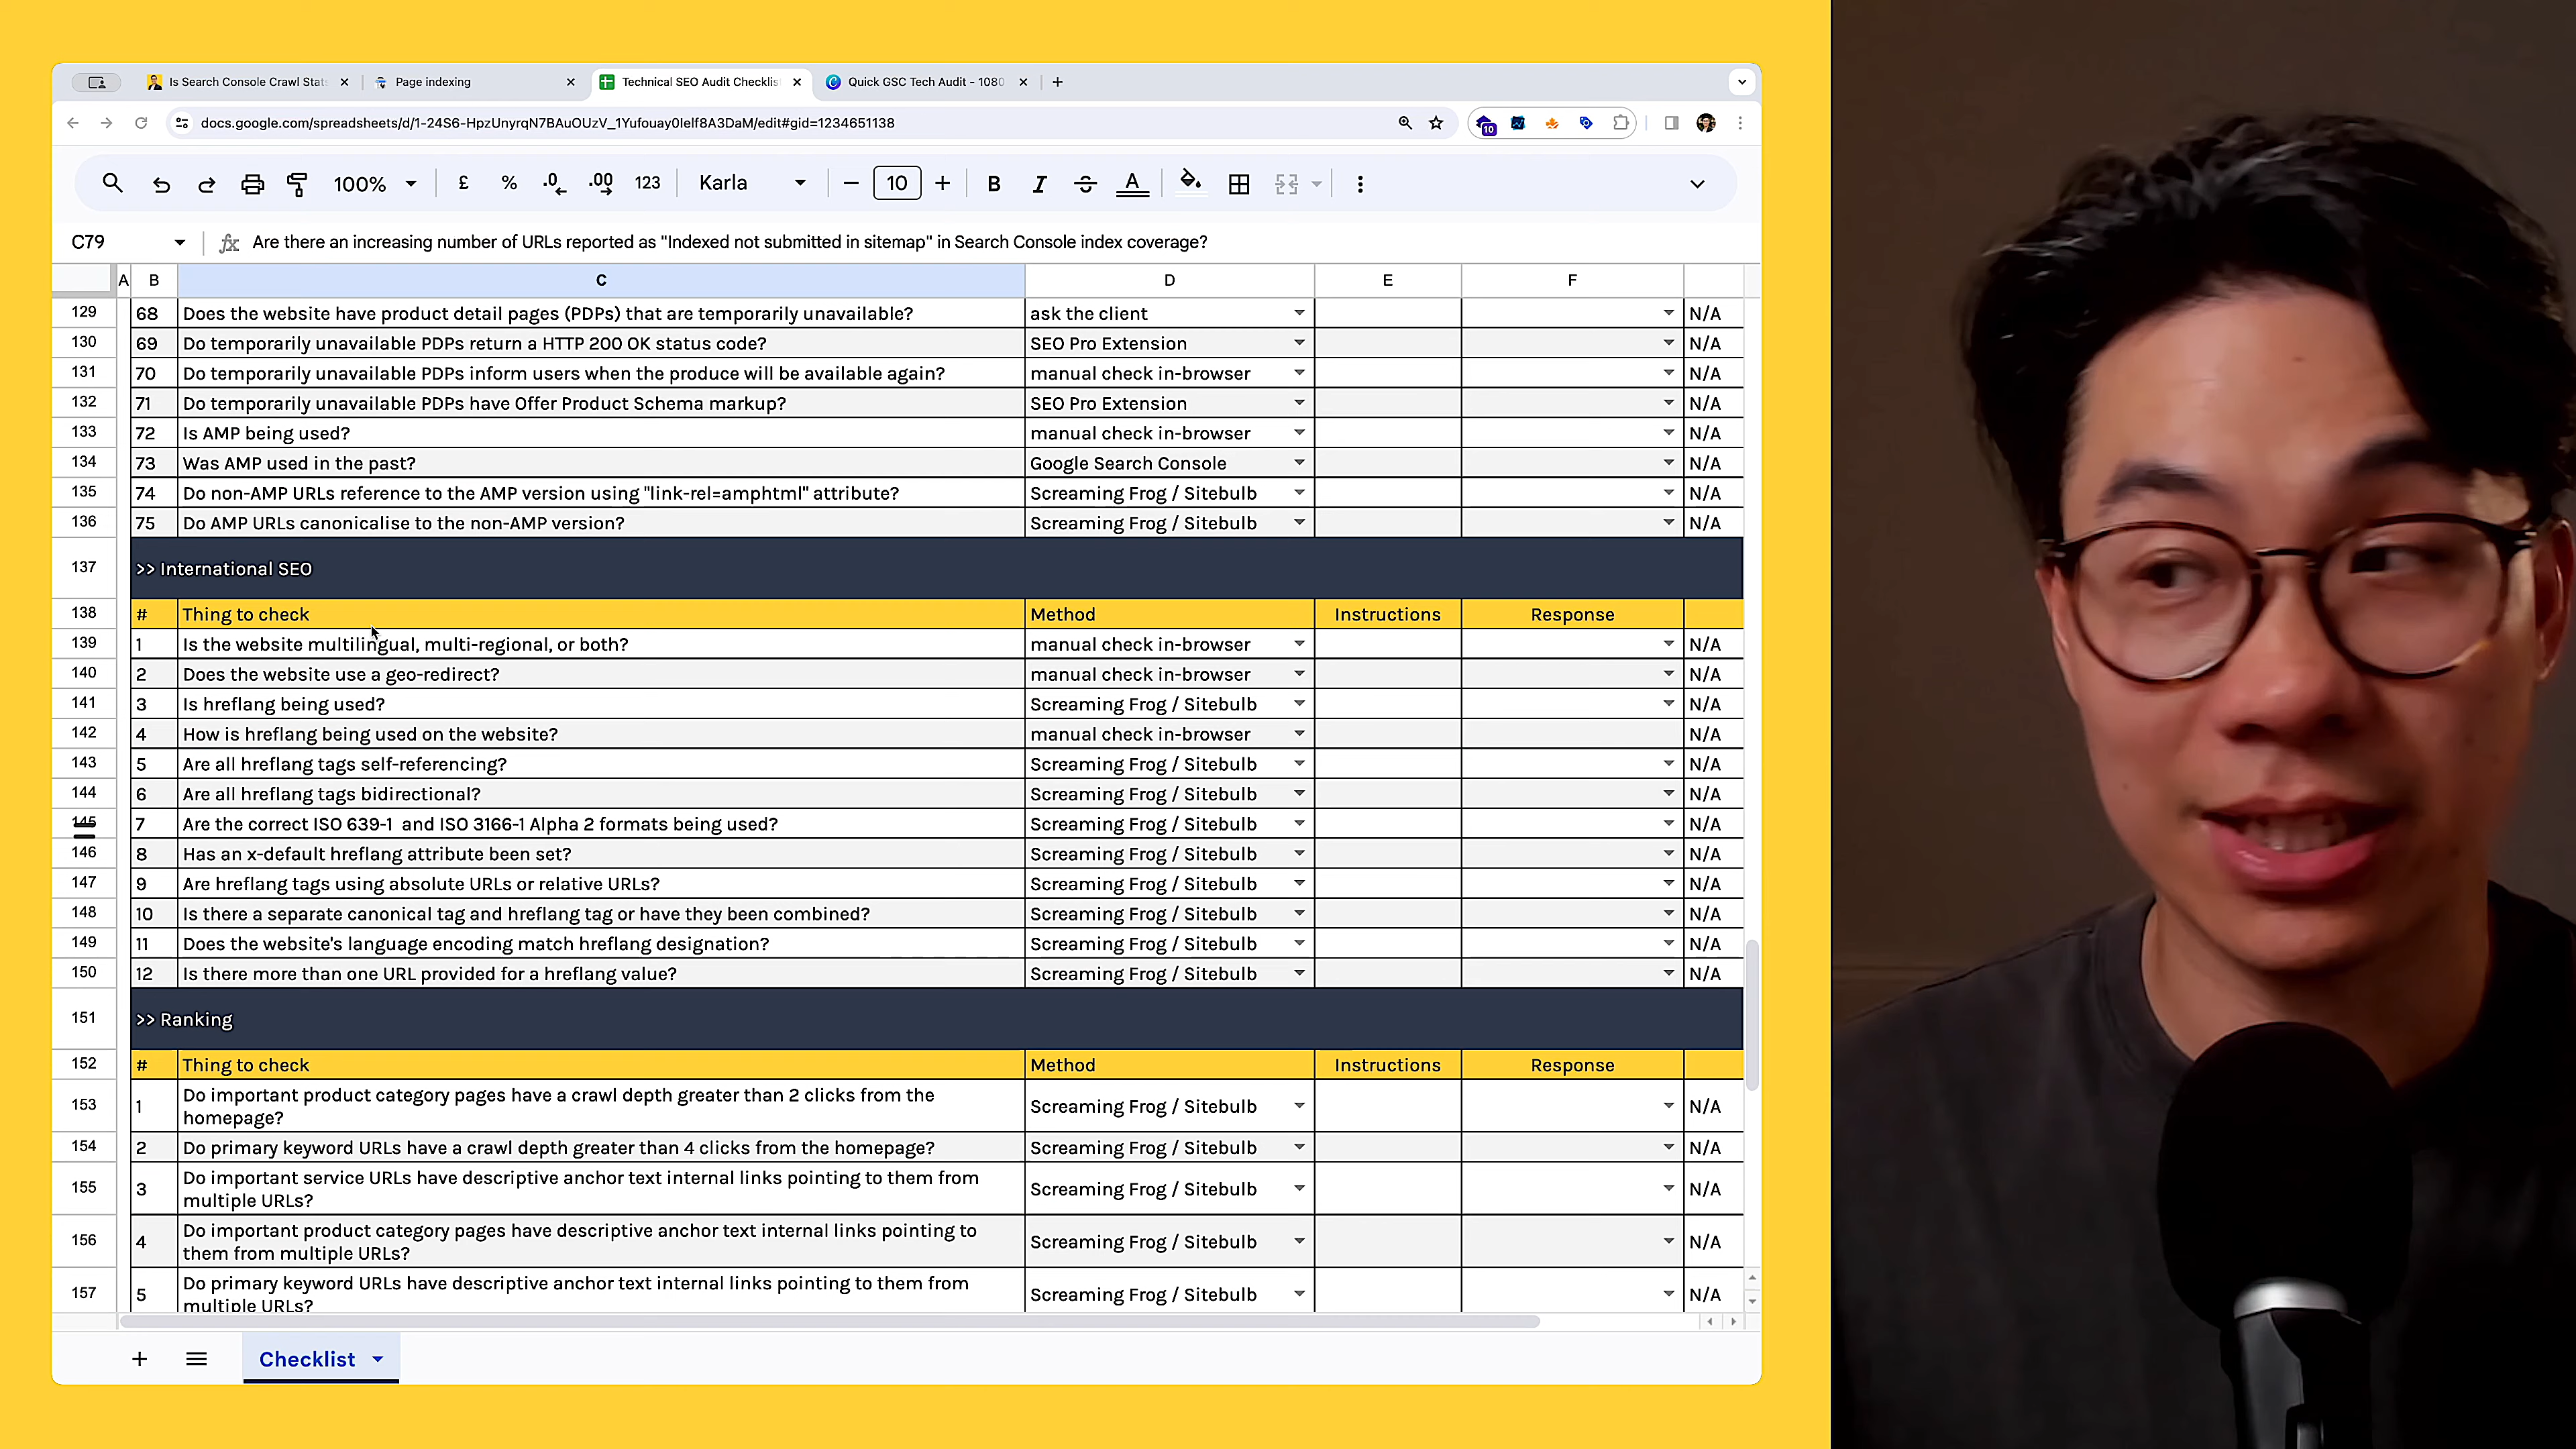 Is Search Console Crawl Stat
Page indexing
Technical SEO Audit Checklis
Quick GSC Tech Audit - 1080
docs.google.com/spreadsheets/d/1-24S6-HpzUnyrqN7BAuOUzV_1Yufouay0Ielf8A3DaM/edit#gid=1234651138
10
100%
£
%
.0
.00
123
Karla
10
B
I
S
A
C79
fx
Are there an increasing number of URLs reported as "Indexed not submitted in sitemap" in Search Console index coverage?
A B C D E F
129 68 Does the website have product detail pages (PDPs) that are temporarily unavailable? ask the client N/A
130 69 Do temporarily unavailable PDPs return a HTTP 200 OK status code? SEO Pro Extension N/A
131 70 Do temporarily unavailable PDPs inform users when the produce will be available again? manual check in-browser N/A
132 71 Do temporarily unavailable PDPs have Offer Product Schema markup? SEO Pro Extension N/A
133 72 Is AMP being used? manual check in-browser N/A
134 73 Was AMP used in the past? Google Search Console N/A
135 74 Do non-AMP URLs reference to the AMP version using "link-rel=amphtml" attribute? Screaming Frog / Sitebulb N/A
136 75 Do AMP URLs canonicalise to the non-AMP version? Screaming Frog / Sitebulb N/A
137 >> International SEO
138 # Thing to check Method Instructions Response
139 1 Is the website multilingual, multi-regional, or both? manual check in-browser N/A
140 2 Does the website use a geo-redirect? manual check in-browser N/A
141 3 Is hreflang being used? Screaming Frog / Sitebulb N/A
142 4 How is hreflang being used on the website? manual check in-browser N/A
143 5 Are all hreflang tags self-referencing? Screaming Frog / Sitebulb N/A
144 6 Are all hreflang tags bidirectional? Screaming Frog / Sitebulb N/A
145 7 Are the correct ISO 639-1 and ISO 3166-1 Alpha 2 formats being used? Screaming Frog / Sitebulb N/A
146 8 Has an x-default hreflang attribute been set? Screaming Frog / Sitebulb N/A
147 9 Are hreflang tags using absolute URLs or relative URLs? Screaming Frog / Sitebulb N/A
148 10 Is there a separate canonical tag and hreflang tag or have they been combined? Screaming Frog / Sitebulb N/A
149 11 Does the website's language encoding match hreflang designation? Screaming Frog / Sitebulb N/A
150 12 Is there more than one URL provided for a hreflang value? Screaming Frog / Sitebulb N/A
151 >> Ranking
152 # Thing to check Method Instructions Response
153 1 Do important product category pages have a crawl depth greater than 2 clicks from the
homepage? Screaming Frog / Sitebulb N/A
154 2 Do primary keyword URLs have a crawl depth greater than 4 clicks from the homepage? Screaming Frog / Sitebulb N/A
155 3 Do important service URLs have descriptive anchor text internal links pointing to them from
multiple URLs? Screaming Frog / Sitebulb N/A
156 4 Do important product category pages have descriptive anchor text internal links pointing to
them from multiple URLs? Screaming Frog / Sitebulb N/A
157 5 Do primary keyword URLs have descriptive anchor text internal links pointing to them from
multiple URLs? Screaming Frog / Sitebulb N/A
Checklist